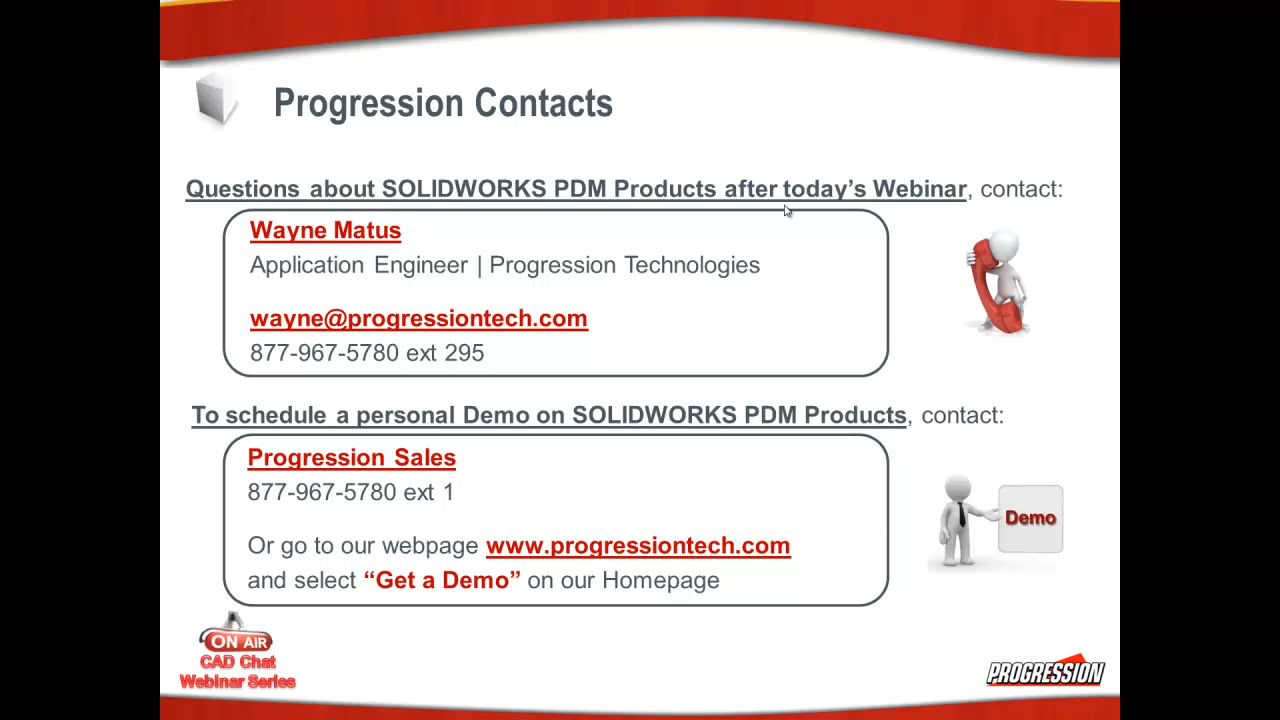 Progression Contacts
Questions about SOLIDWORKS PDM Products after today's Webinar, contact:
Wayne Matus
Application Engineer | Progression Technologies
wayne@progressiontech.com
877-967-5780 ext 295
To schedule a personal Demo on SOLIDWORKS PDM Products, contact:
Progression Sales
877-967-5780 ext 1
Demo
Or go to our webpage www.progressiontech.com
and select “Get a Demo” on our Homepage
ON AIR
CAD Chat
Webinar Series
PROGRESSION